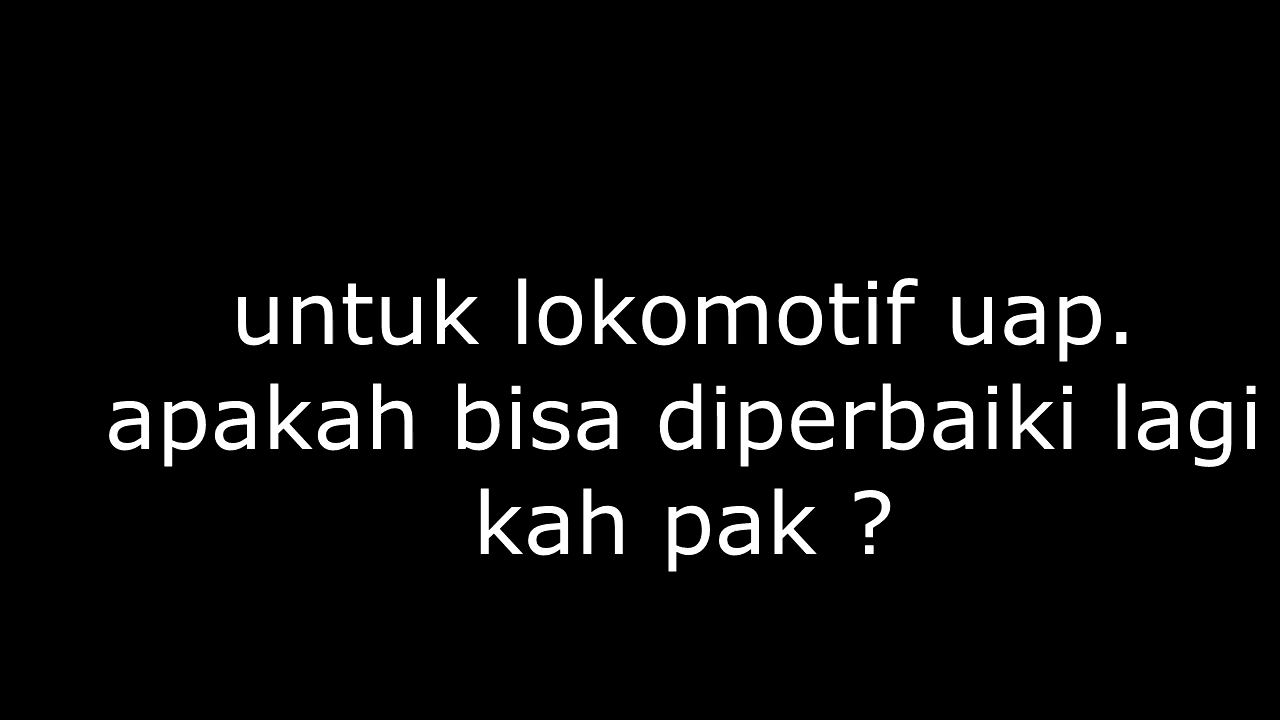 untuk lokomotif uap.
apakah bisa diperbaiki lagi
kah pak ?